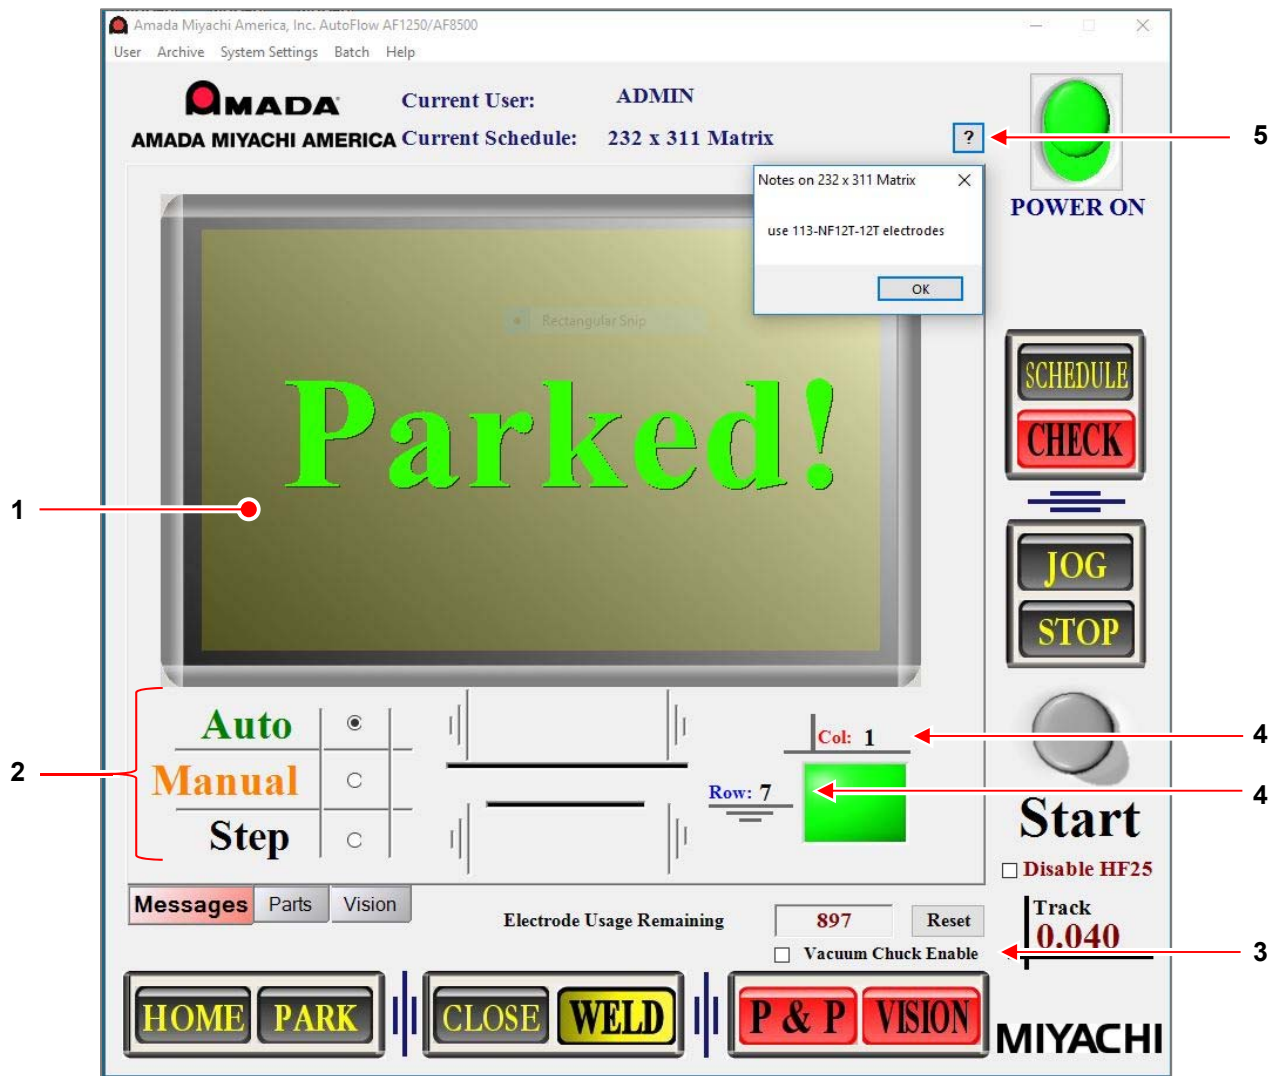 Amada Miyachi America, Inc. AutoFlow AF1250/AF8500
User Archive System Settings Batch Help
AMADA
AMADA MIYACHI AMERICA
Current User: ADMIN
Current Schedule: 232 x 311 Matrix
?
5
POWER ON
Notes on 232 x 311 Matrix
use 113-NF12T-12T electrodes
OK
Rectangular Snip
Parked!
1
SCHEDULE
CHECK
JOG
STOP
2
Auto
Manual
Step
Col: 1
4
Row: 7
4
Start
Disable HF25
Messages Parts Vision
Electrode Usage Remaining 897 Reset
Vacuum Chuck Enable
Track
0.040
3
HOME PARK
CLOSE WELD
P & P VISION
MIYACHI